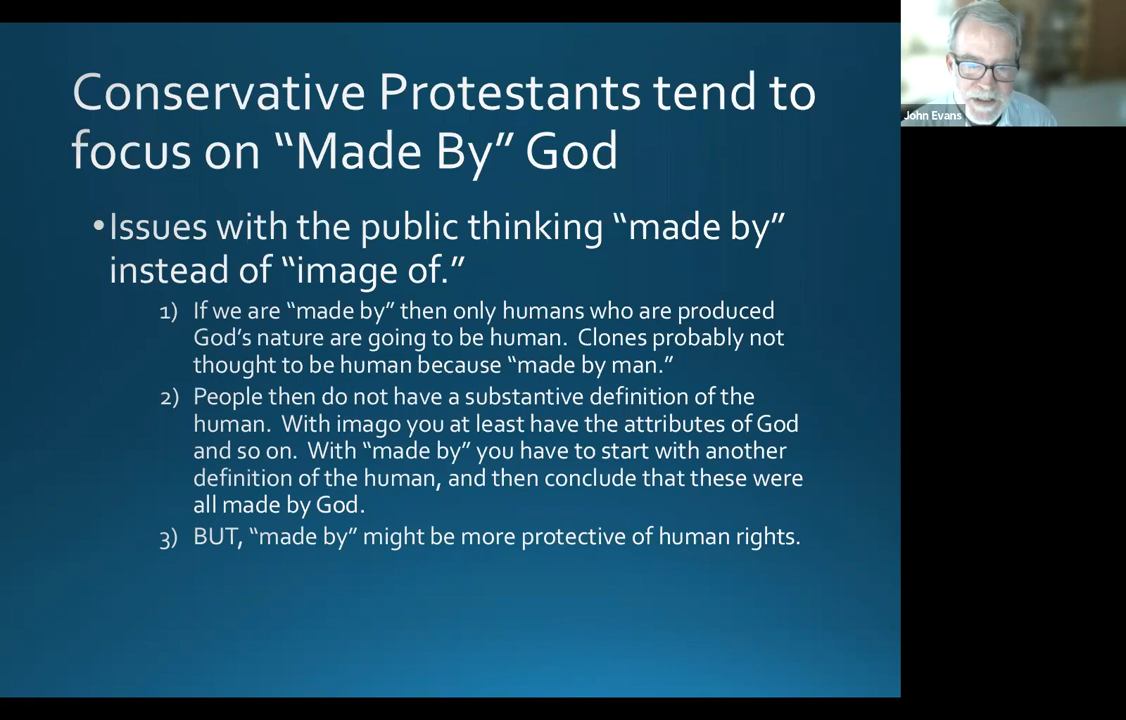 Conservative Protestants tend to
focus on “Made By” God
•Issues with the public thinking “made by”
instead of “image of.”
1) If we are “made by” then only humans who are produced
God’s nature are going to be human.  Clones probably not
thought to be human because “made by man.”
2) People then do not have a substantive definition of the
human.  With imago you at least have the attributes of God
and so on.  With “made by” you have to start with another
definition of the human, and then conclude that these were
all made by God.
3) BUT, “made by” might be more protective of human rights.
John Evans